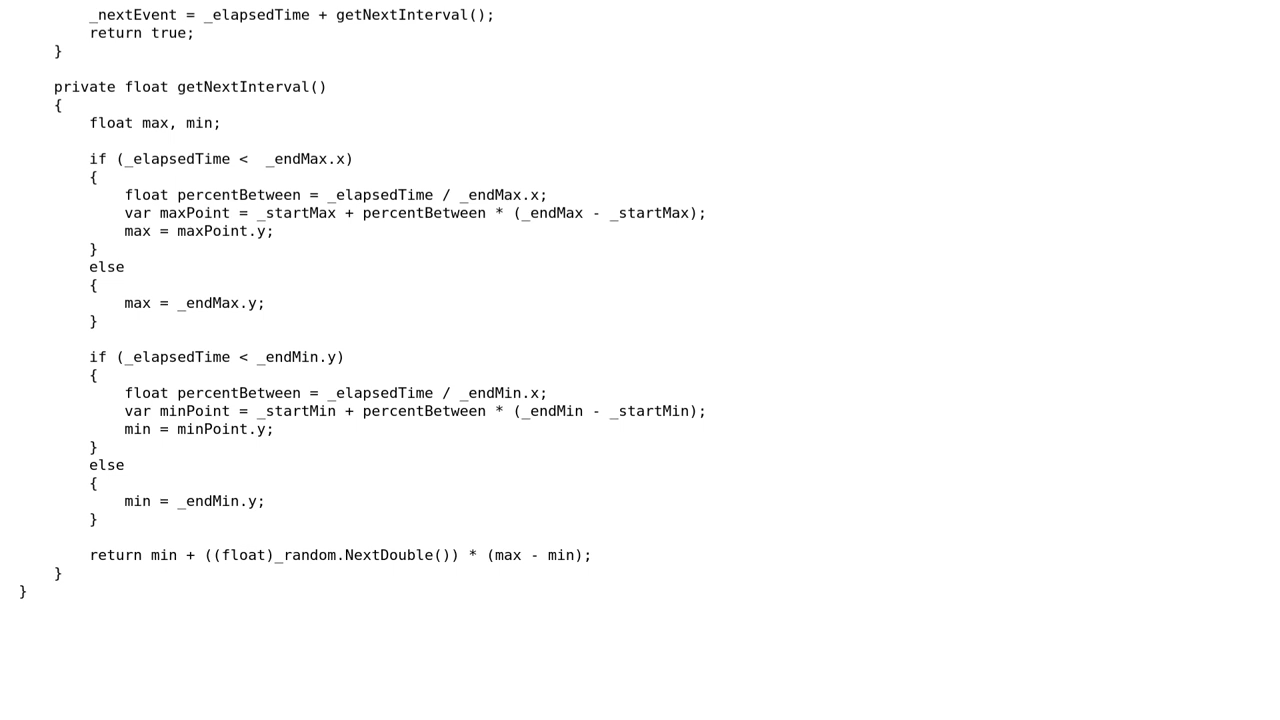 _nextEvent = _elapsedTime + getNextInterval();
        return true;
    }

    private float getNextInterval()
    {
        float max, min;

        if (_elapsedTime <  _endMax.x)
        {
            float percentBetween = _elapsedTime / _endMax.x;
            var maxPoint = _startMax + percentBetween * (_endMax - _startMax);
            max = maxPoint.y;
        }
        else
        {
            max = _endMax.y;
        }

        if (_elapsedTime < _endMin.y)
        {
            float percentBetween = _elapsedTime / _endMin.x;
            var minPoint = _startMin + percentBetween * (_endMin - _startMin);
            min = minPoint.y;
        }
        else
        {
            min = _endMin.y;
        }

        return min + ((float)_random.NextDouble()) * (max - min);
    }
}